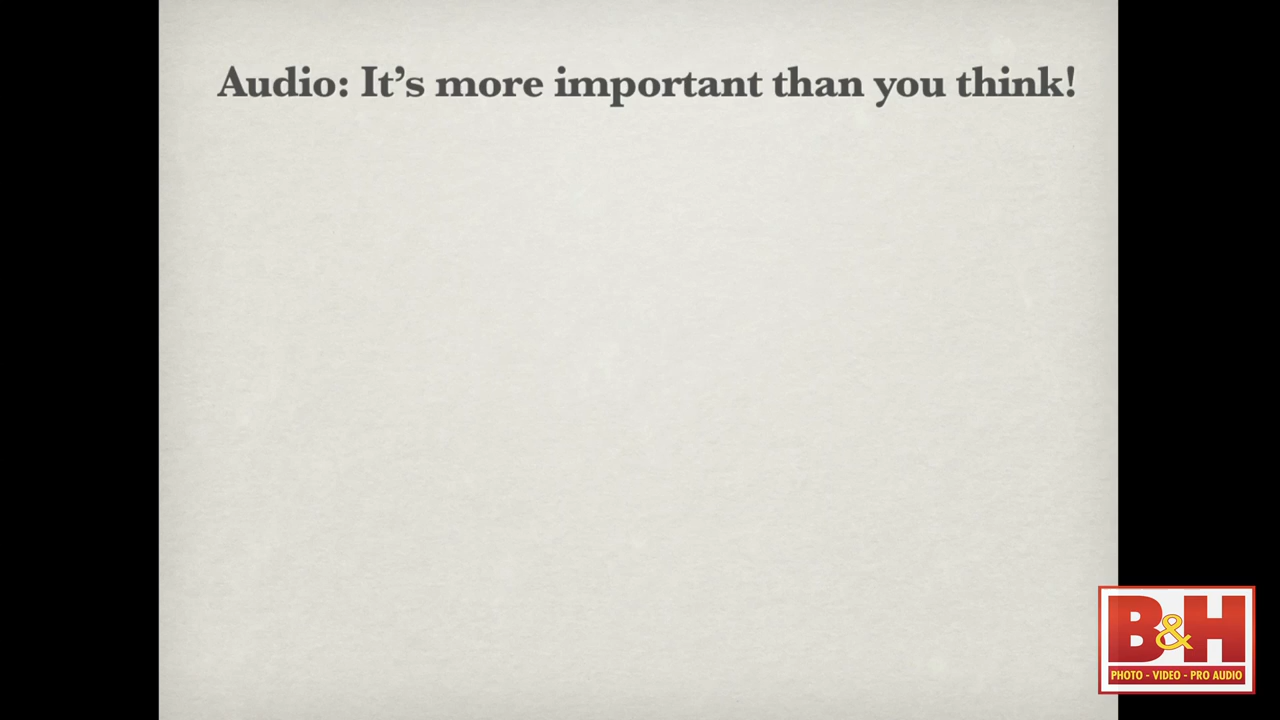 Audio: It’s more important than you think!
B&H
PHOTO - VIDEO - PRO AUDIO